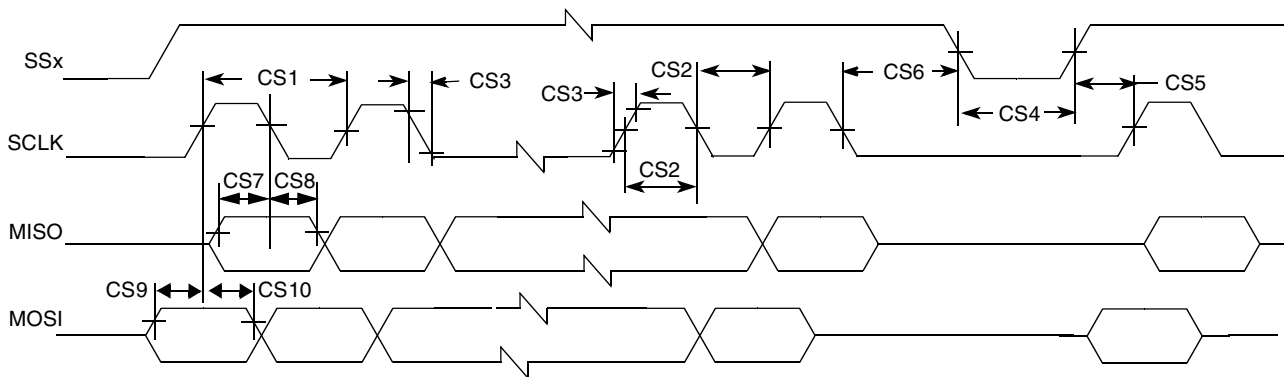 SSx
CS1
CS3
CS3
CS2
CS6
CS4
CS5
SCLK
CS2
CS7
CS8
MISO
CS9
CS10
MOSI